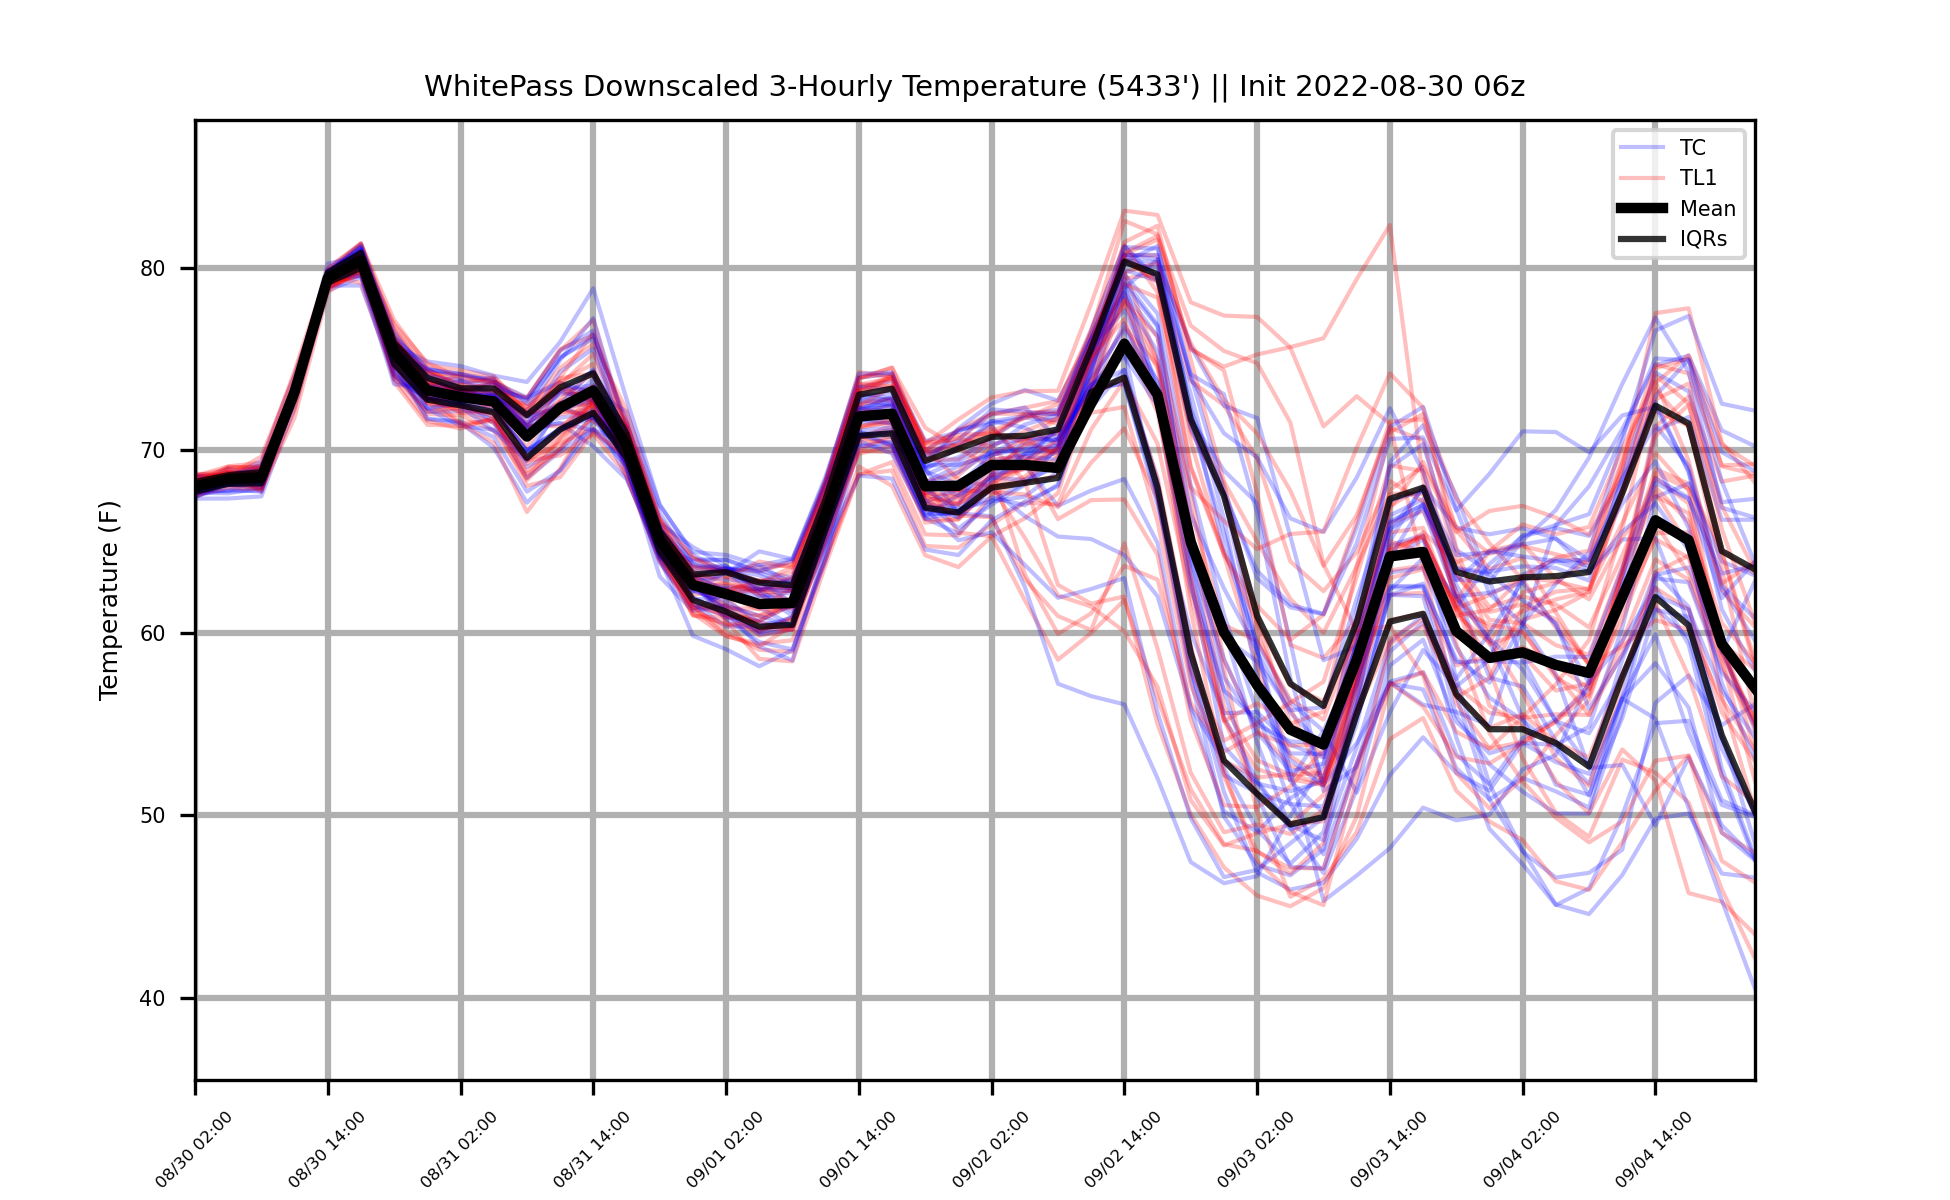 WhitePass Downscaled 3-Hourly Temperature (5433') || Init 2022-08-30 06z
TC
TL1
Mean
IQRs
Temperature (F)
80
70
60
50
40
08/30 02:00
08/30 14:00
08/31 02:00
08/31 14:00
09/01 02:00
09/01 14:00
09/02 02:00
09/02 14:00
09/03 02:00
09/03 14:00
09/04 02:00
09/04 14:00